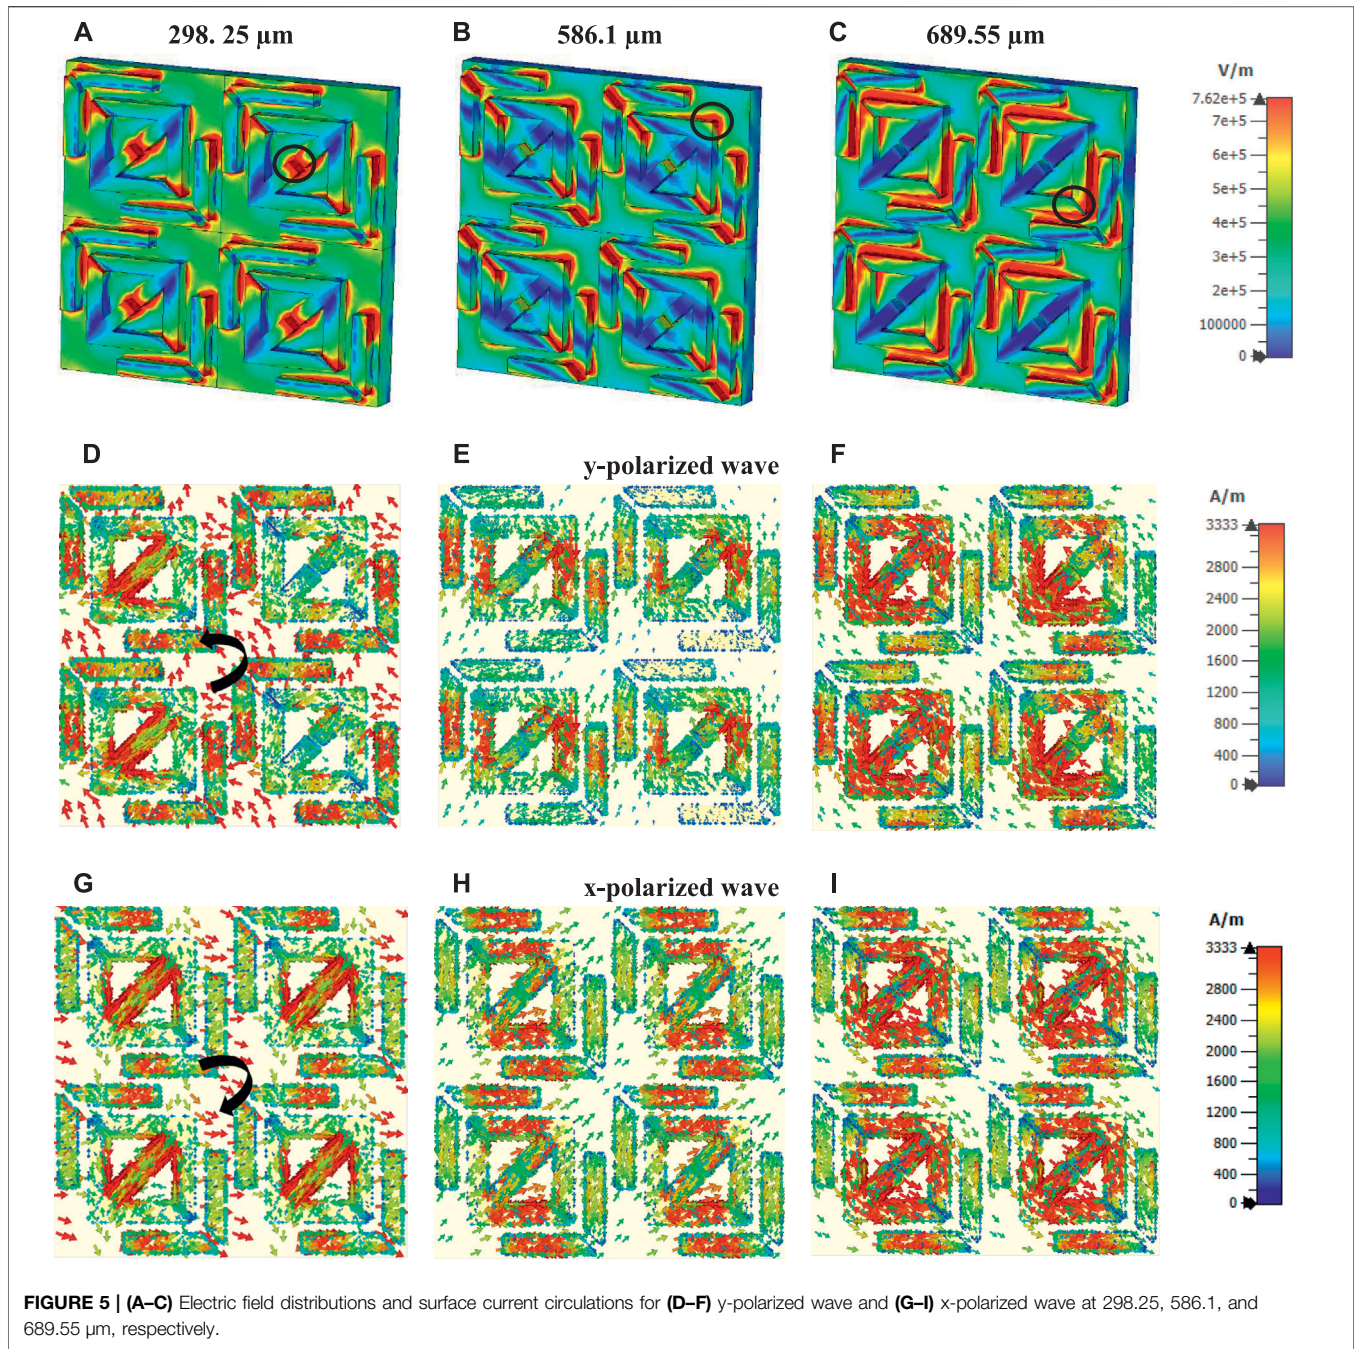 A 298. 25 µm
B 586.1 µm
C 689.55 µm
V/m
7.62e+5
7e+5
6e+5
5e+5
4e+5
3e+5
2e+5
100000
0
D
E y-polarized wave
F
A/m
3333
2800
2400
2000
1600
1200
800
400
0
G
H x-polarized wave
I
A/m
3333
2800
2400
2000
1600
1200
800
400
0
FIGURE 5 | (A–C) Electric field distributions and surface current circulations for (D–F) y-polarized wave and (G–I) x-polarized wave at 298.25, 586.1, and
689.55 µm, respectively.